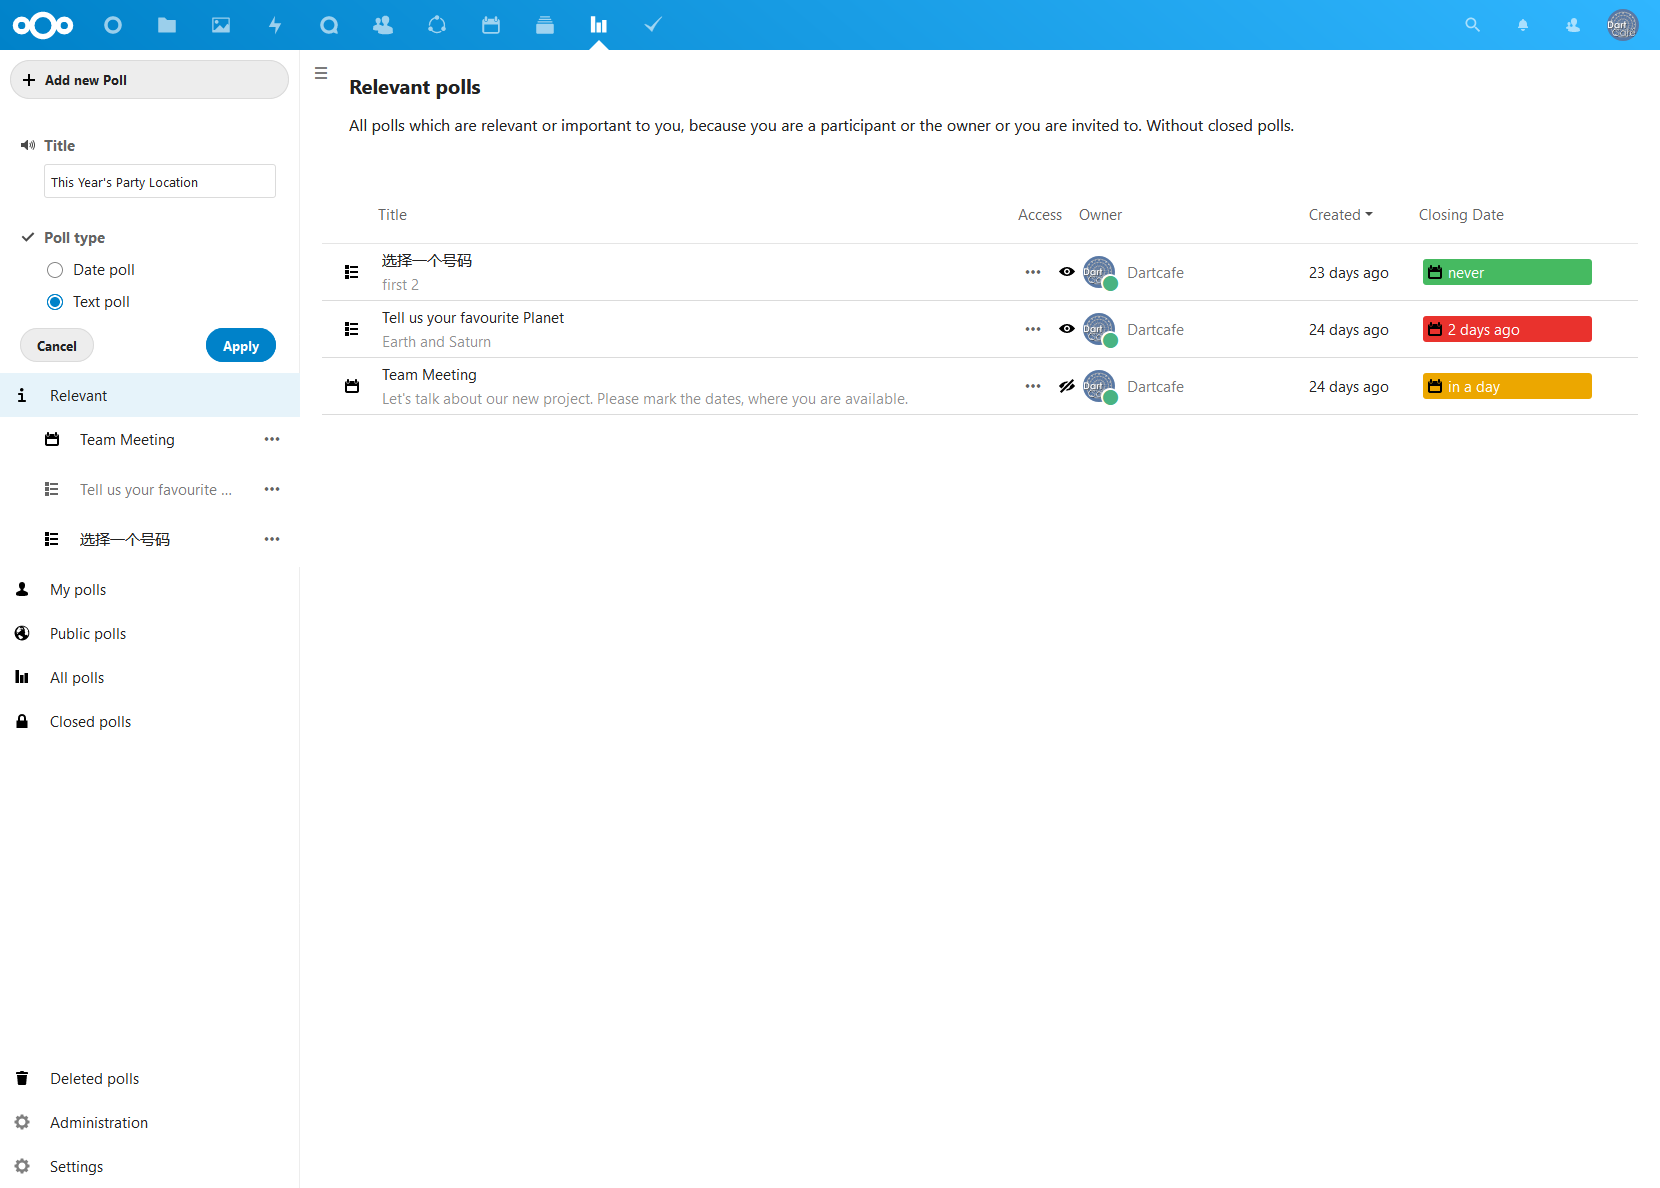 Add new Poll
Title
This Year's Party Location
Poll type
Date poll
Text poll
Cancel
Apply
Relevant
Team Meeting
Tell us your favourite ...
选择一个号码
My polls
Public polls
All polls
Closed polls
Deleted polls
Administration
Settings
Relevant polls
All polls which are relevant or important to you, because you are a participant or the owner or you are invited to. Without closed polls.
Title Access Owner Created Closing Date
选择一个号码
first 2
Dartcafe 23 days ago never
Tell us your favourite Planet
Earth and Saturn
Dartcafe 24 days ago 2 days ago
Team Meeting
Let's talk about our new project. Please mark the dates, where you are available.
Dartcafe 24 days ago in a day